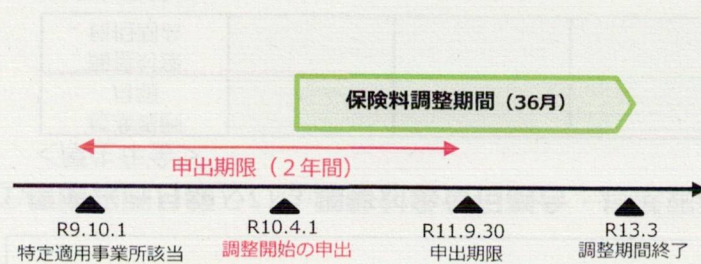 保険料調整期間（36月）
申出期限（２年間）
R9.10.1
特定適用事業所該当
R10.4.1
調整開始の申出
R11.9.30
申出期限
R13.3
調整期間終了